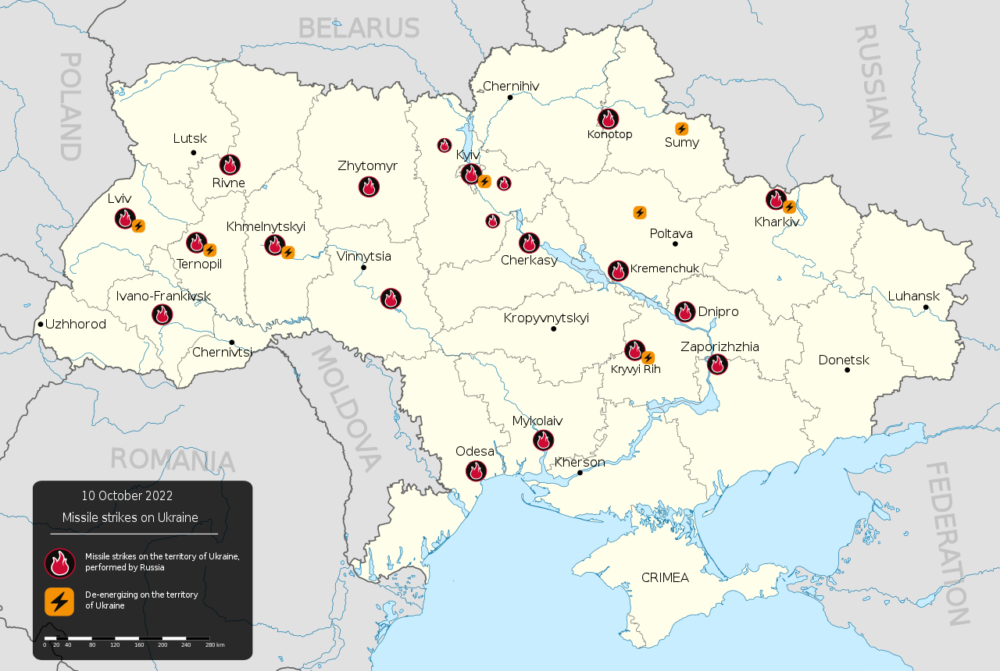 BELARUS
POLAND
RUSSIAN
Chernihiv
Konotop
Sumy
Lutsk
Kyiv
Rivne
Zhytomyr
Lviv
Kharkiv
Khmelnytskyi
Poltava
Ternopil
Vinnytsia
Cherkasy
Kremenchuk
Ivano-Frankivsk
Luhansk
Uzhhorod
Kropyvnytskyi
Dnipro
Chernivtsi
Zaporizhzhia
Donetsk
Kryvyi Rih
MOLDOVA
Mykolaiv
Odesa
Kherson
ROMANIA
FEDERATION
CRIMEA
10 October 2022
Missile strikes on Ukraine
Missile strikes on the territory of Ukraine,
performed by Russia
De-energizing on the territory
of Ukraine
0 20 40 80 120 160 200 240 280 km